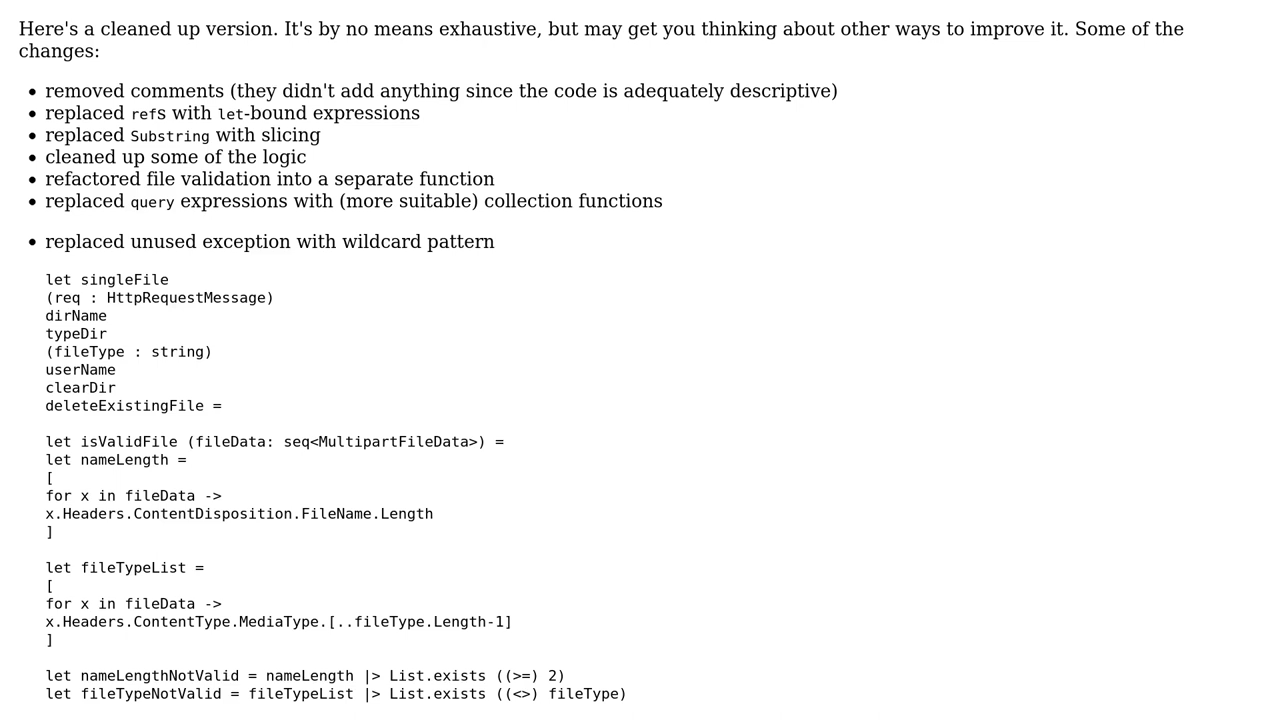 Here's a cleaned up version. It's by no means exhaustive, but may get you thinking about other ways to improve it. Some of the
changes:
• removed comments (they didn't add anything since the code is adequately descriptive)
• replaced refs with let-bound expressions
• replaced Substring with slicing
• cleaned up some of the logic
• refactored file validation into a separate function
• replaced query expressions with (more suitable) collection functions
• replaced unused exception with wildcard pattern
let singleFile
(req : HttpRequestMessage)
dirName
typeDir
(fileType : string)
userName
clearDir
deleteExistingFile =
let isValidFile (fileData: seq<MultipartFileData>) =
let nameLength =
[
for x in fileData ->
x.Headers.ContentDisposition.FileName.Length
]
let fileTypeList =
[
for x in fileData ->
x.Headers.ContentType.MediaType.[..fileType.Length-1]
]
let nameLengthNotValid = nameLength |> List.exists ((>=) 2)
let fileTypeNotValid = fileTypeList |> List.exists ((<>) fileType)